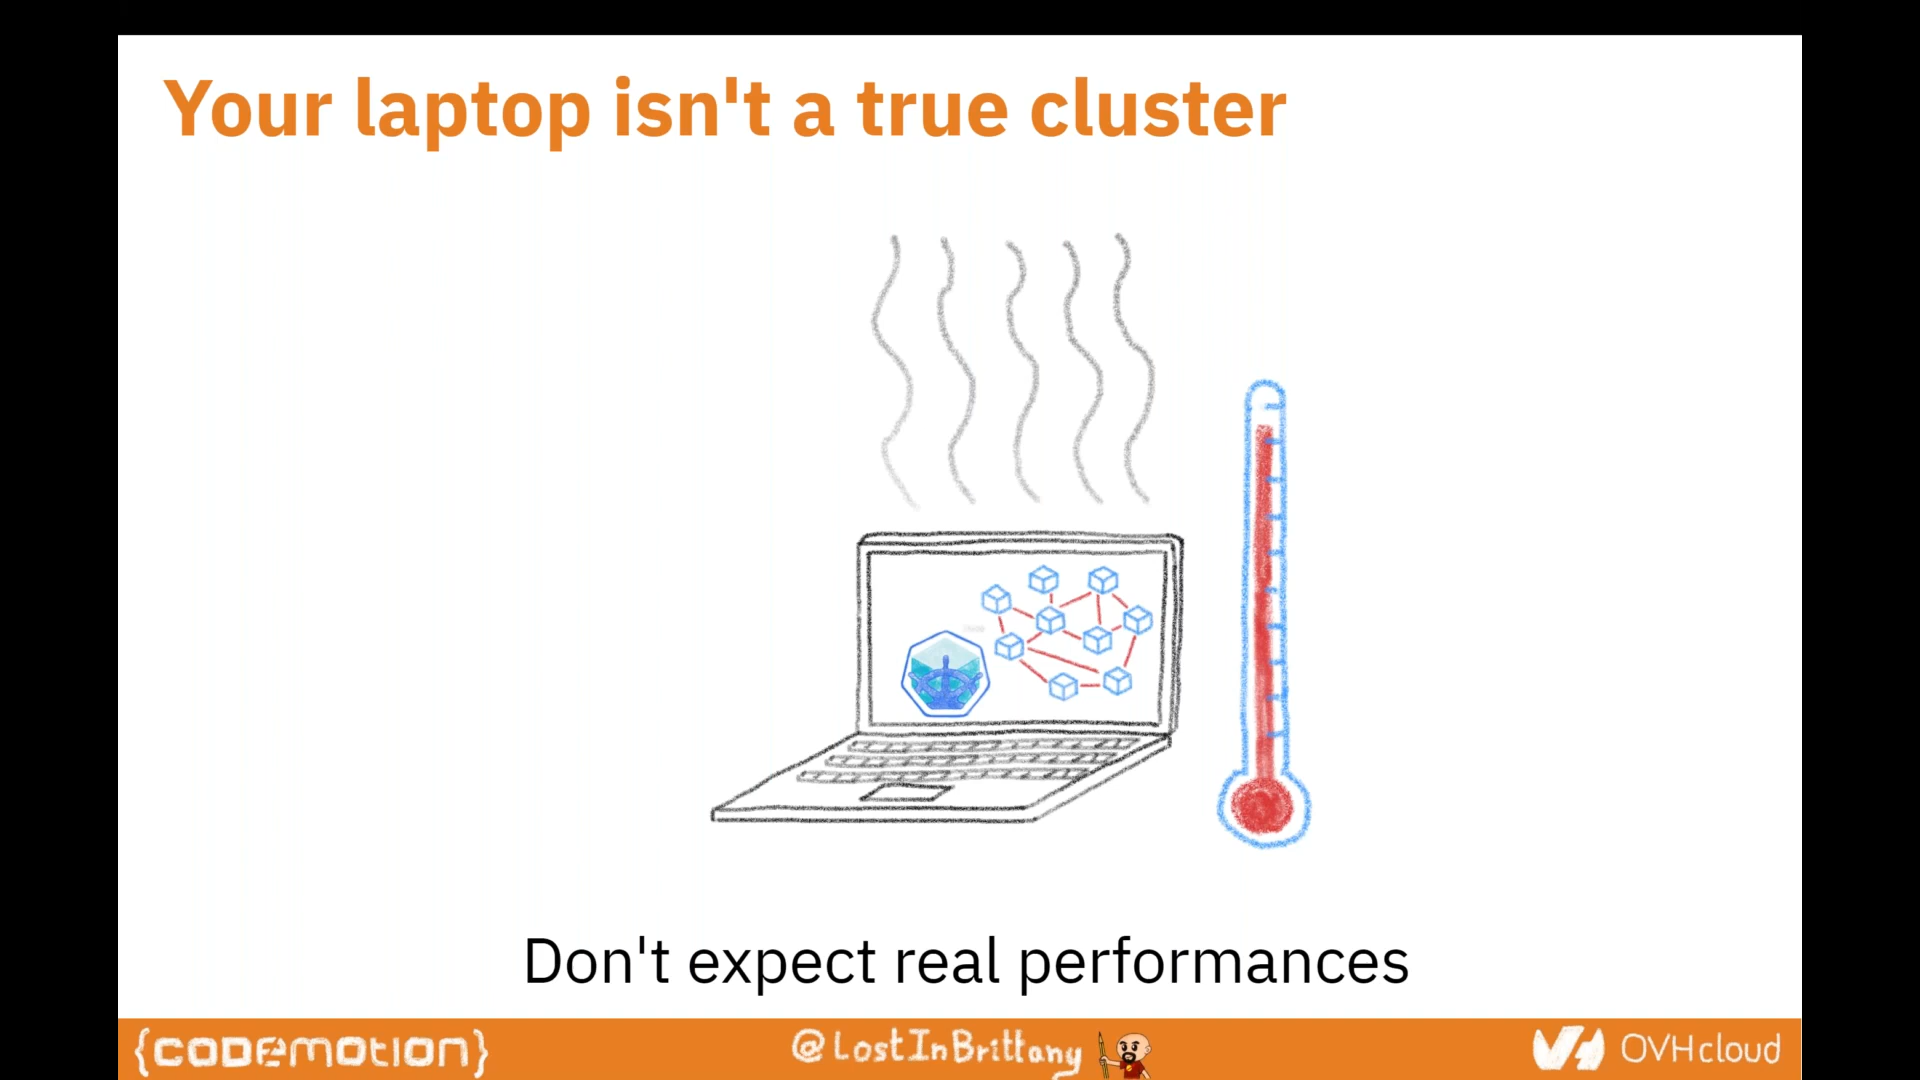 Your laptop isn't a true cluster
Don't expect real performances
{CODEMOTION}
@LostInBrittany
OVHcloud